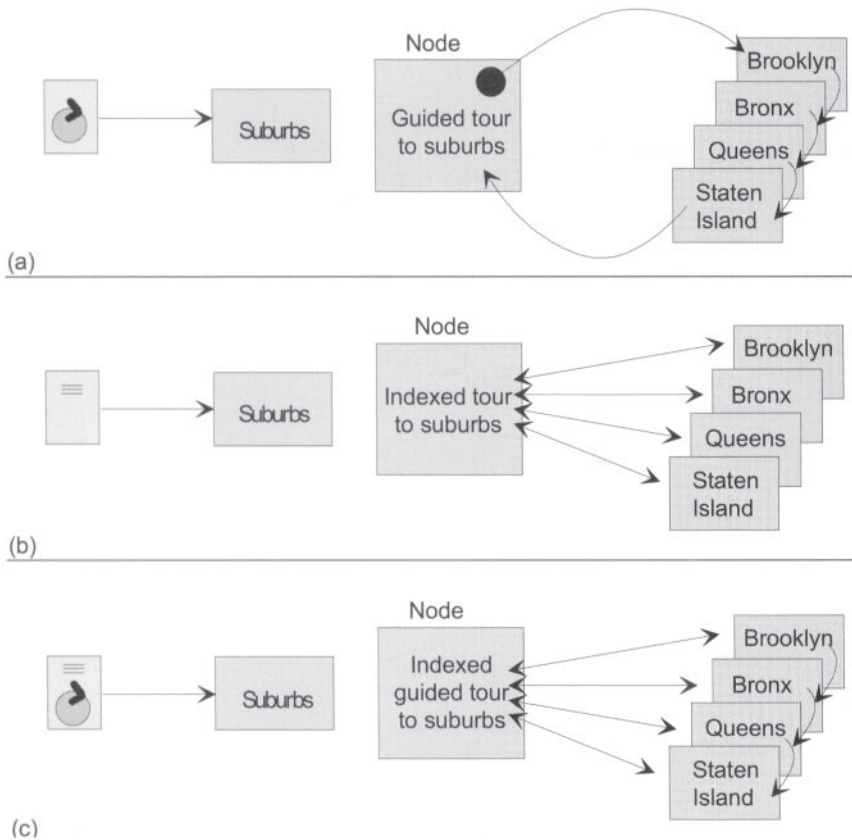 Node
Suburbs
Guided tour
to suburbs
Brooklyn
Bronx
Queens
Staten
Island
(a)
Node
Suburbs
Indexed tour
to suburbs
Brooklyn
Bronx
Queens
Staten
Island
(b)
Node
Suburbs
Indexed
guided tour
to suburbs
Brooklyn
Bronx
Queens
Staten
Island
(c)